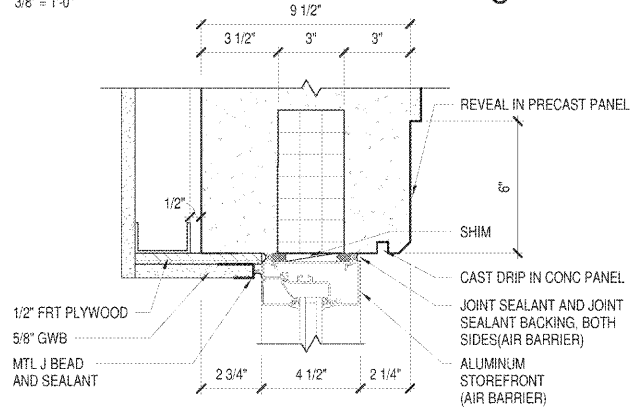 3/8" = 1'-0"
9 1/2"
3 1/2"
3"
3"
REVEAL IN PRECAST PANEL
6"
1/2"
SHIM
CAST DRIP IN CONC PANEL
1/2" FRT PLYWOOD
5/8" GWB
MTL J BEAD
AND SEALANT
JOINT SEALANT AND JOINT
SEALANT BACKING, BOTH
SIDES(AIR BARRIER)
ALUMINUM
STOREFRONT
(AIR BARRIER)
2 3/4"
4 1/2"
2 1/4"